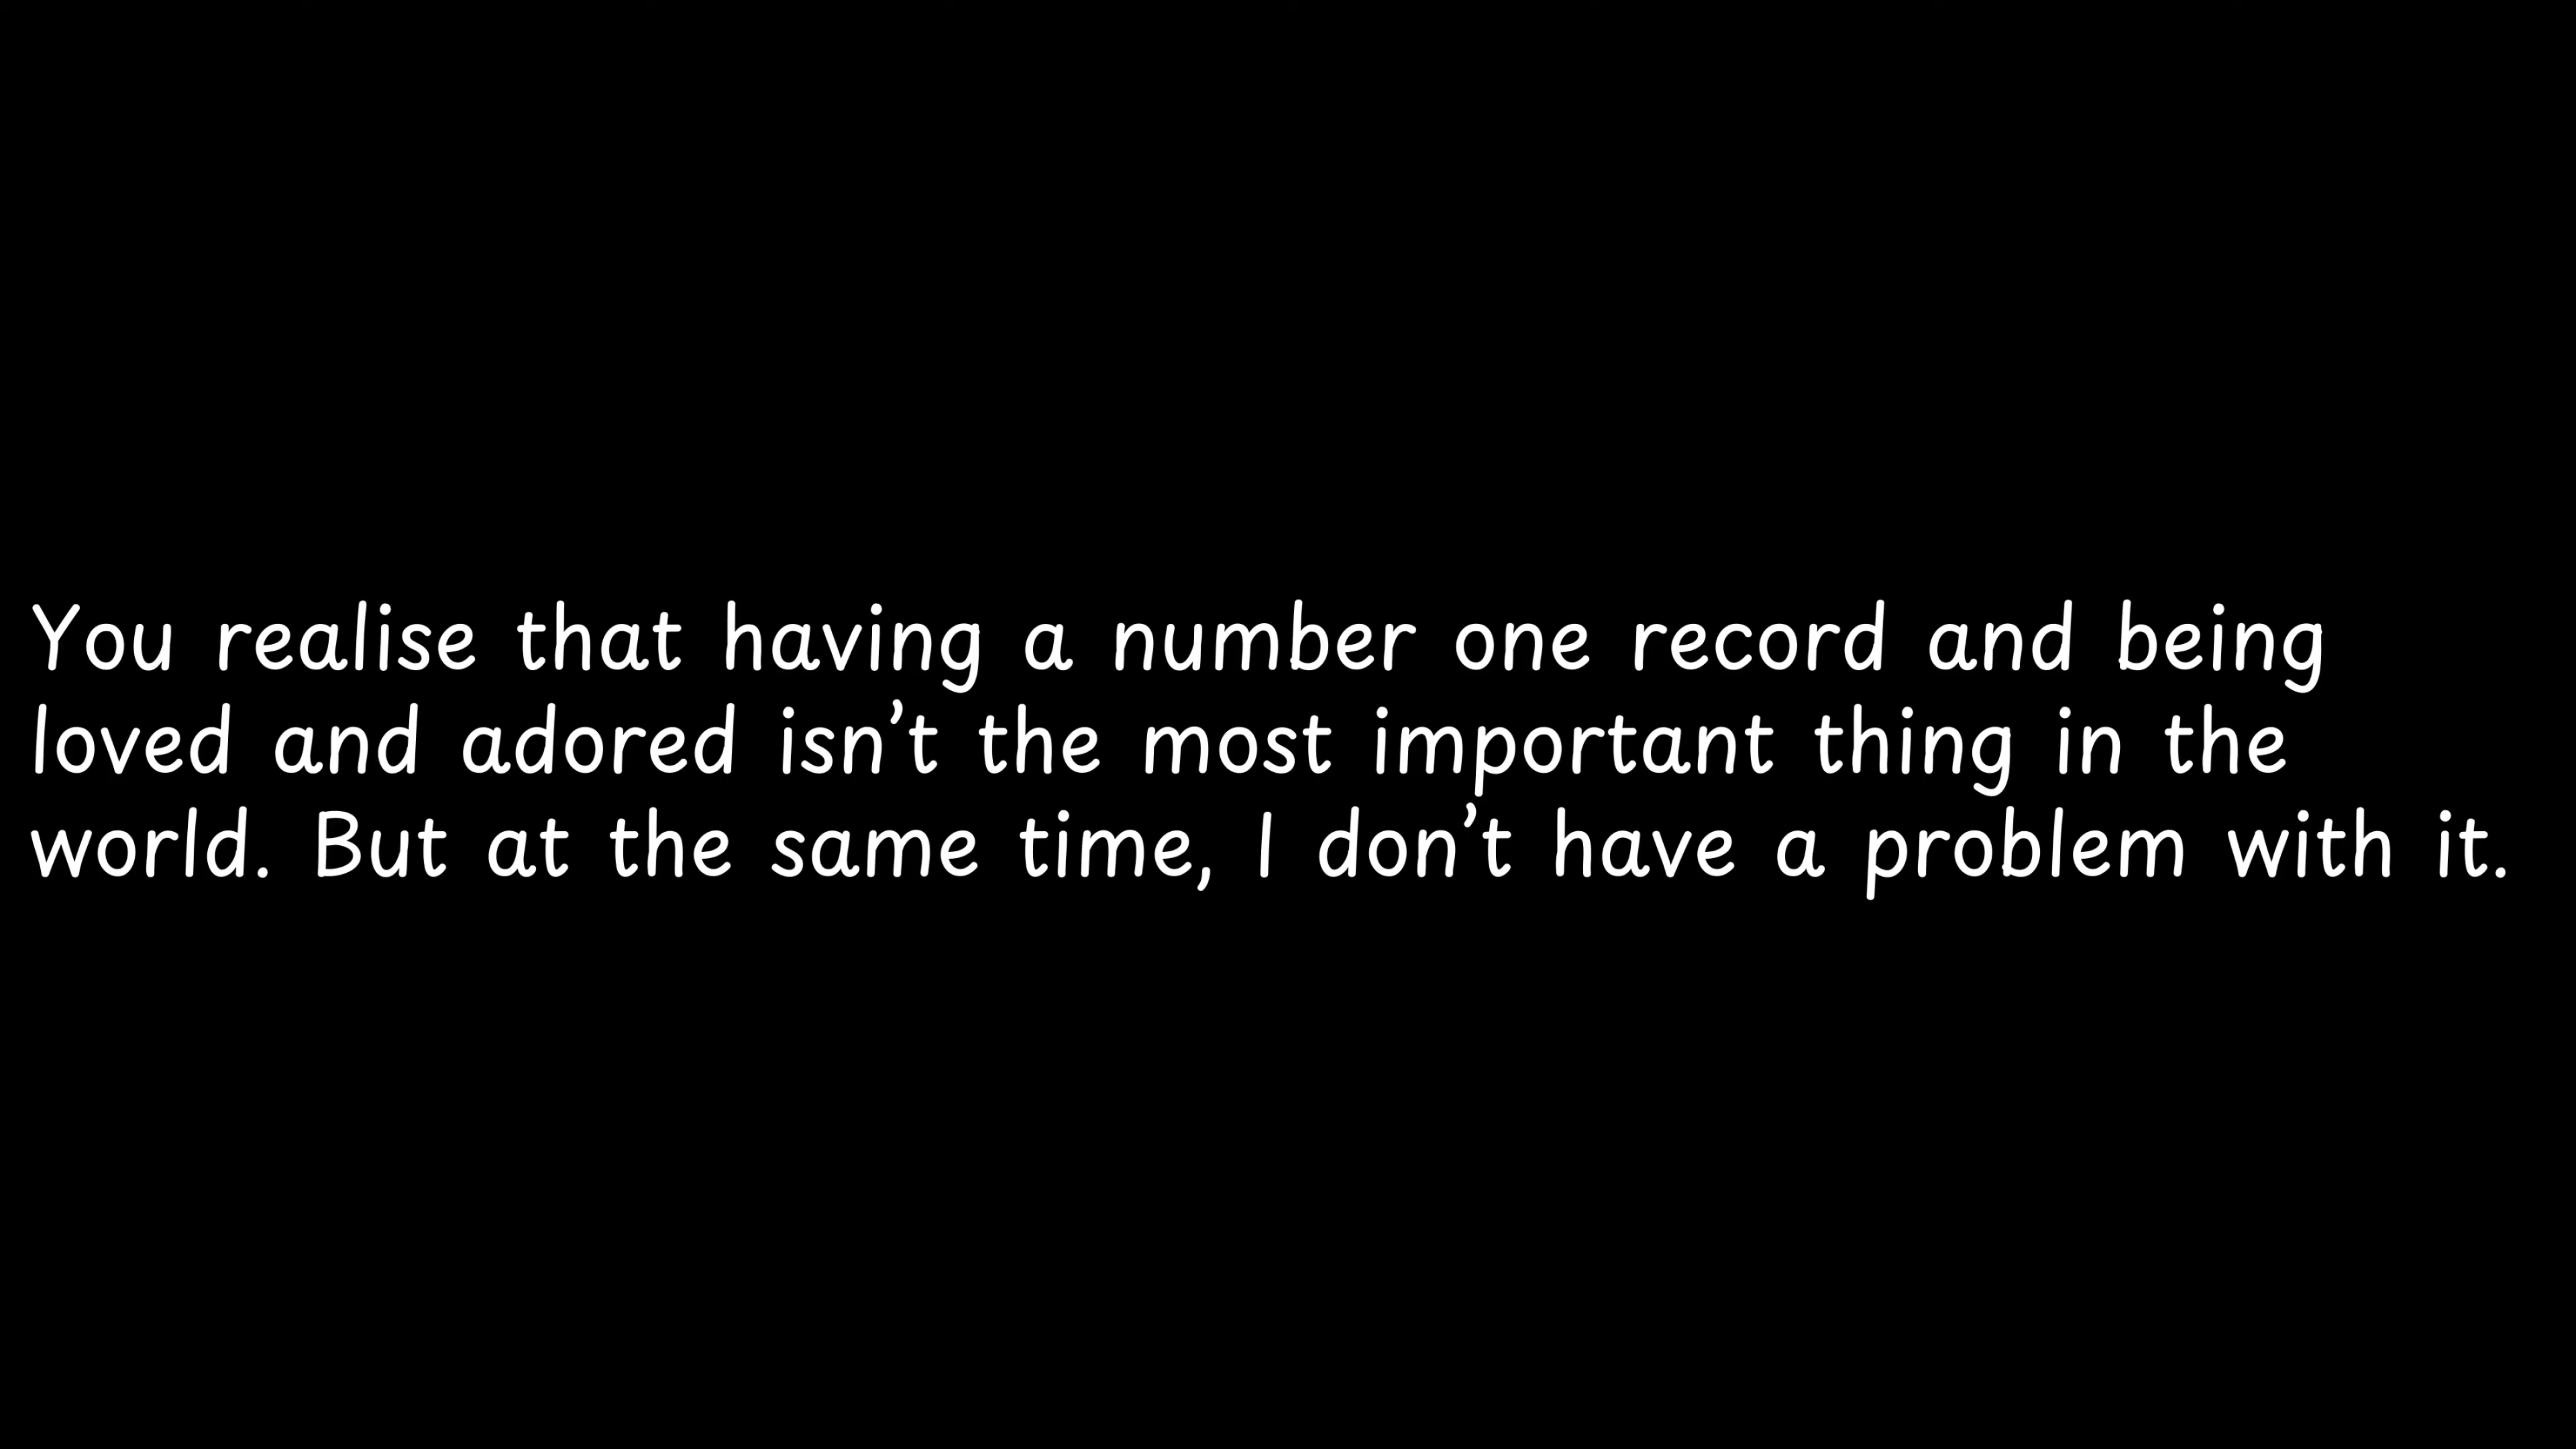 You realise that having a number one record and being
loved and adored isn’t the most important thing in the
world. But at the same time, I don’t have a problem with it.